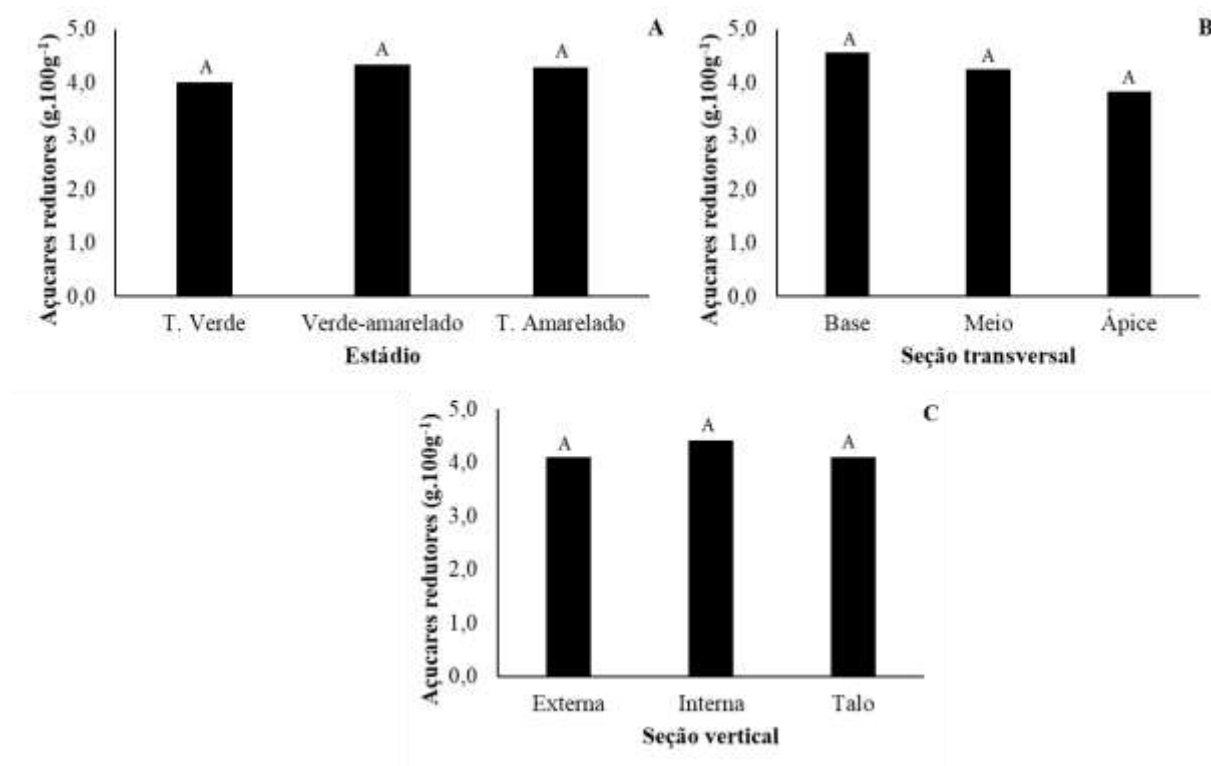 A
Açucares redutores (g.100g⁻¹)
5,0
4,0
3,0
2,0
1,0
0,0
A
A
A
T. Verde
Verde-amarelado
T. Amarelado
Estádio
B
Açucares redutores (g.100g⁻¹)
5,0
4,0
3,0
2,0
1,0
0,0
A
A
A
Base
Meio
Ápice
Seção transversal
C
Açucares redutores (g.100g⁻¹)
5,0
4,0
3,0
2,0
1,0
0,0
A
A
A
Externa
Interna
Talo
Seção vertical